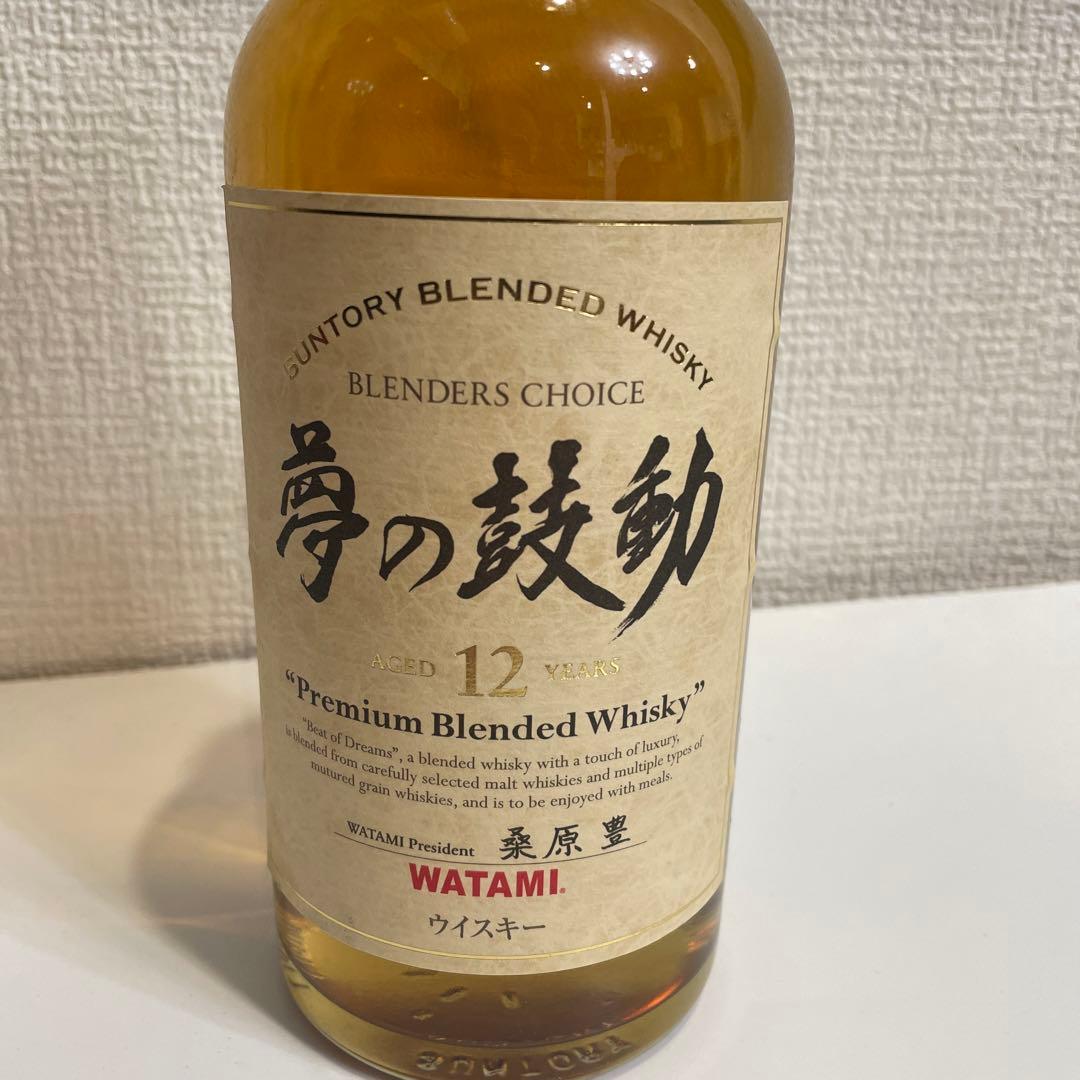 SUNTORY BLENDED WHISKY
BLENDERS CHOICE
夢の鼓動
AGED 12 YEARS
“Premium Blended Whisky”
“Beat of Dreams”, a blended whisky with a touch of luxury,
is blended from carefully selected malt whiskies and multiple types of
mutured grain whiskies, and is to be enjoyed with meals.
WATAMI President 桑原 豊
WATAMI®
ウイスキー
SUNTORY